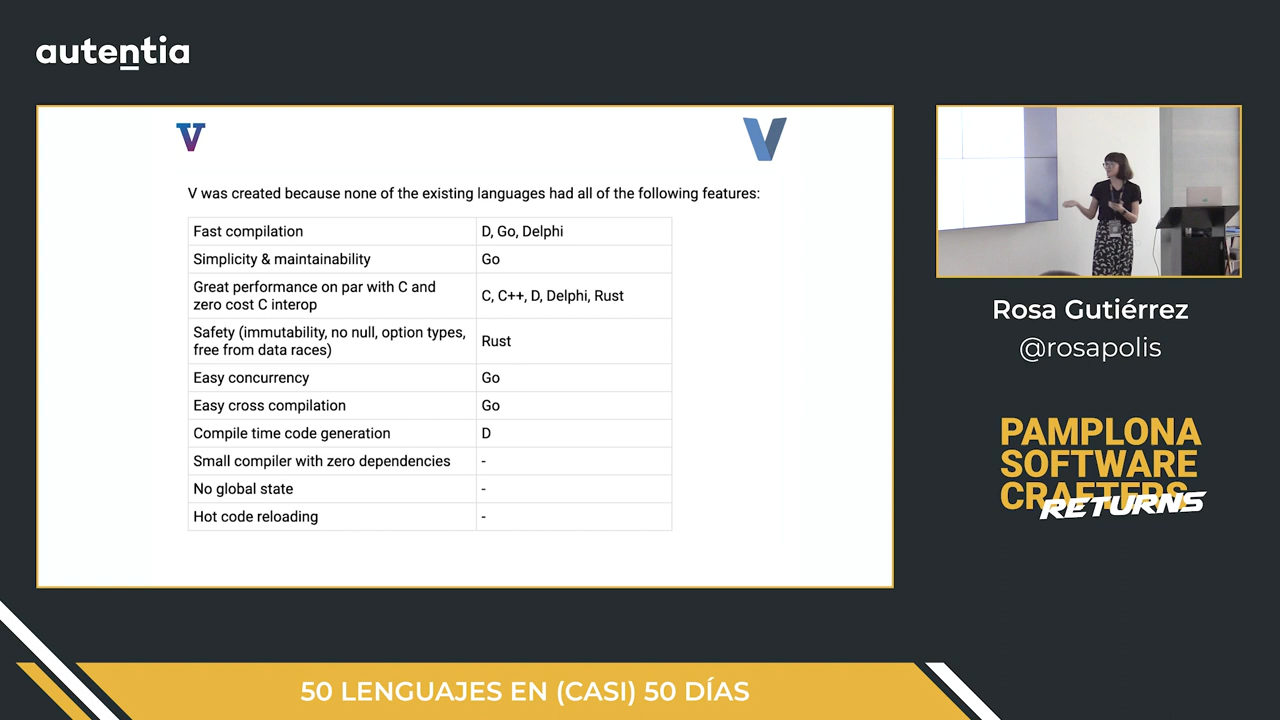 autentia
V
V
V was created because none of the existing languages had all of the following features:
Fast compilation D, Go, Delphi
Simplicity & maintainability Go
Great performance on par with C and
zero cost C interop C, C++, D, Delphi, Rust
Safety (immutability, no null, option types,
free from data races) Rust
Easy concurrency Go
Easy cross compilation Go
Compile time code generation D
Small compiler with zero dependencies -
No global state -
Hot code reloading -
Rosa Gutiérrez
@rosapolis
PAMPLONA
SOFTWARE
CRAFTERS
RETURNS
50 LENGUAJES EN (CASI) 50 DÍAS